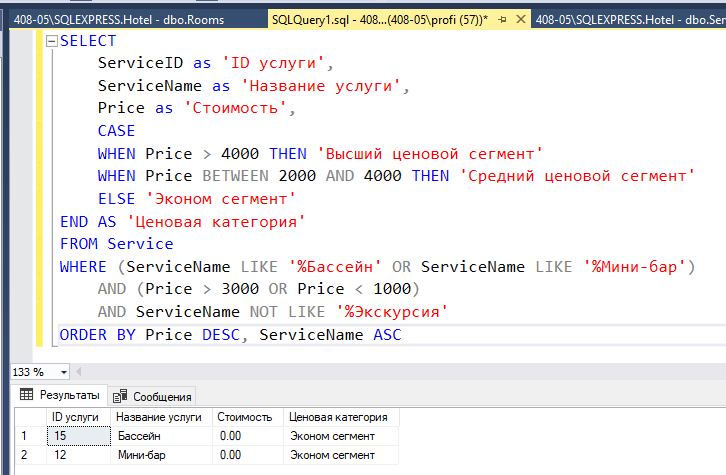 408-05\SQLEXPRESS.Hotel - dbo.Rooms SQLQuery1.sql - 408...(408-05\profi (57))* 408-05\SQLEXPRESS.Hotel - dbo.Ser
SELECT
ServiceID as 'ID услуги',
ServiceName as 'Название услуги',
Price as 'Стоимость',
CASE
WHEN Price > 4000 THEN 'Высший ценовой сегмент'
WHEN Price BETWEEN 2000 AND 4000 THEN 'Средний ценовой сегмент'
ELSE 'Эконом сегмент'
END AS 'Ценовая категория'
FROM Service
WHERE (ServiceName LIKE '%Бассейн' OR ServiceName LIKE '%Мини-бар')
AND (Price > 3000 OR Price < 1000)
AND ServiceName NOT LIKE '%Экскурсия'
ORDER BY Price DESC, ServiceName ASC
133 %
Результаты Сообщения
ID услуги Название услуги Стоимость Ценовая категория
1 15 Бассейн 0.00 Эконом сегмент
2 12 Мини-бар 0.00 Эконом сегмент